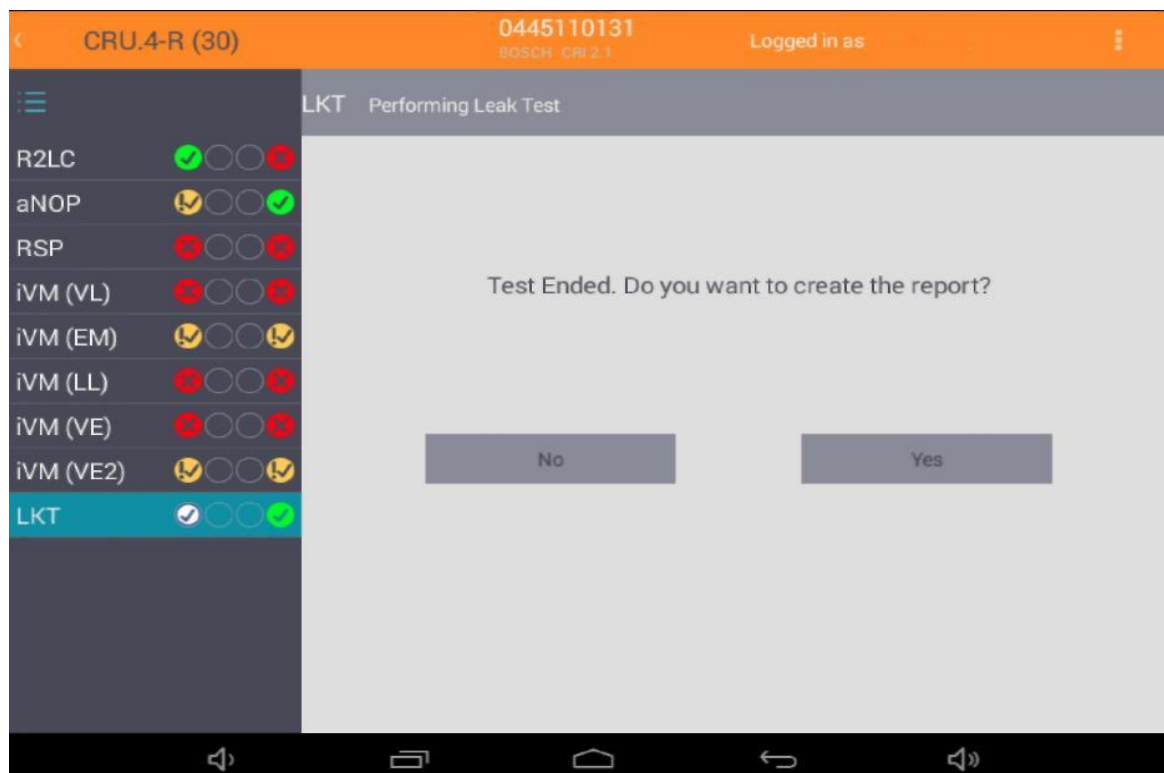 CRU.4-R (30)
0445110131
BOSCH CRI 2.1
Logged in as
LKT Performing Leak Test
R2LC
aNOP
RSP
iVM (VL)
iVM (EM)
iVM (LL)
iVM (VE)
iVM (VE2)
LKT
Test Ended. Do you want to create the report?
No
Yes